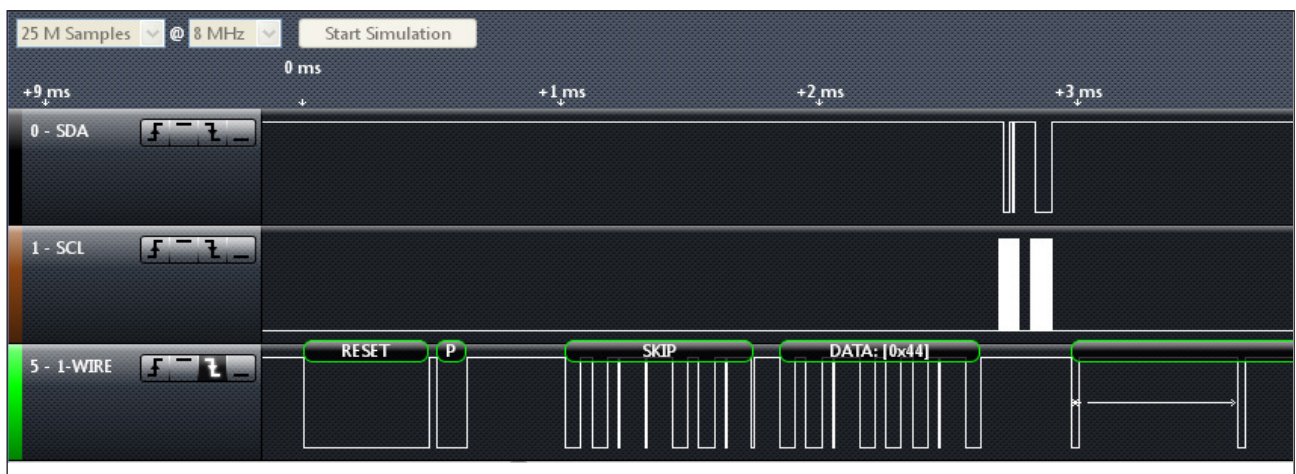 25 M Samples @ 8 MHz Start Simulation
0 ms
+9 ms +1 ms +2 ms +3 ms
0 - SDA
1 - SCL
RESET P SKIP DATA: [0x44]
5 - 1-WIRE